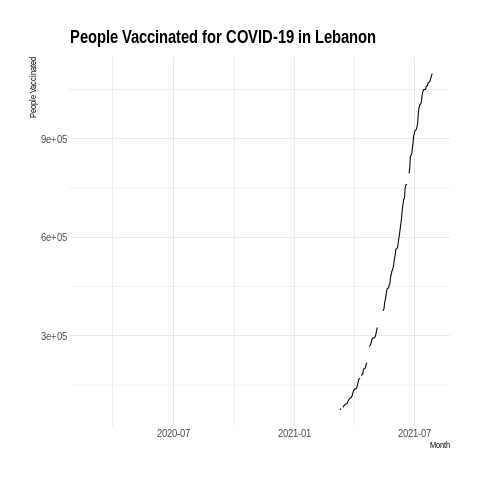 People Vaccinated for COVID-19 in Lebanon
People Vaccinated
9e+05
6e+05
3e+05
2020-07
2021-01
2021-07
Month